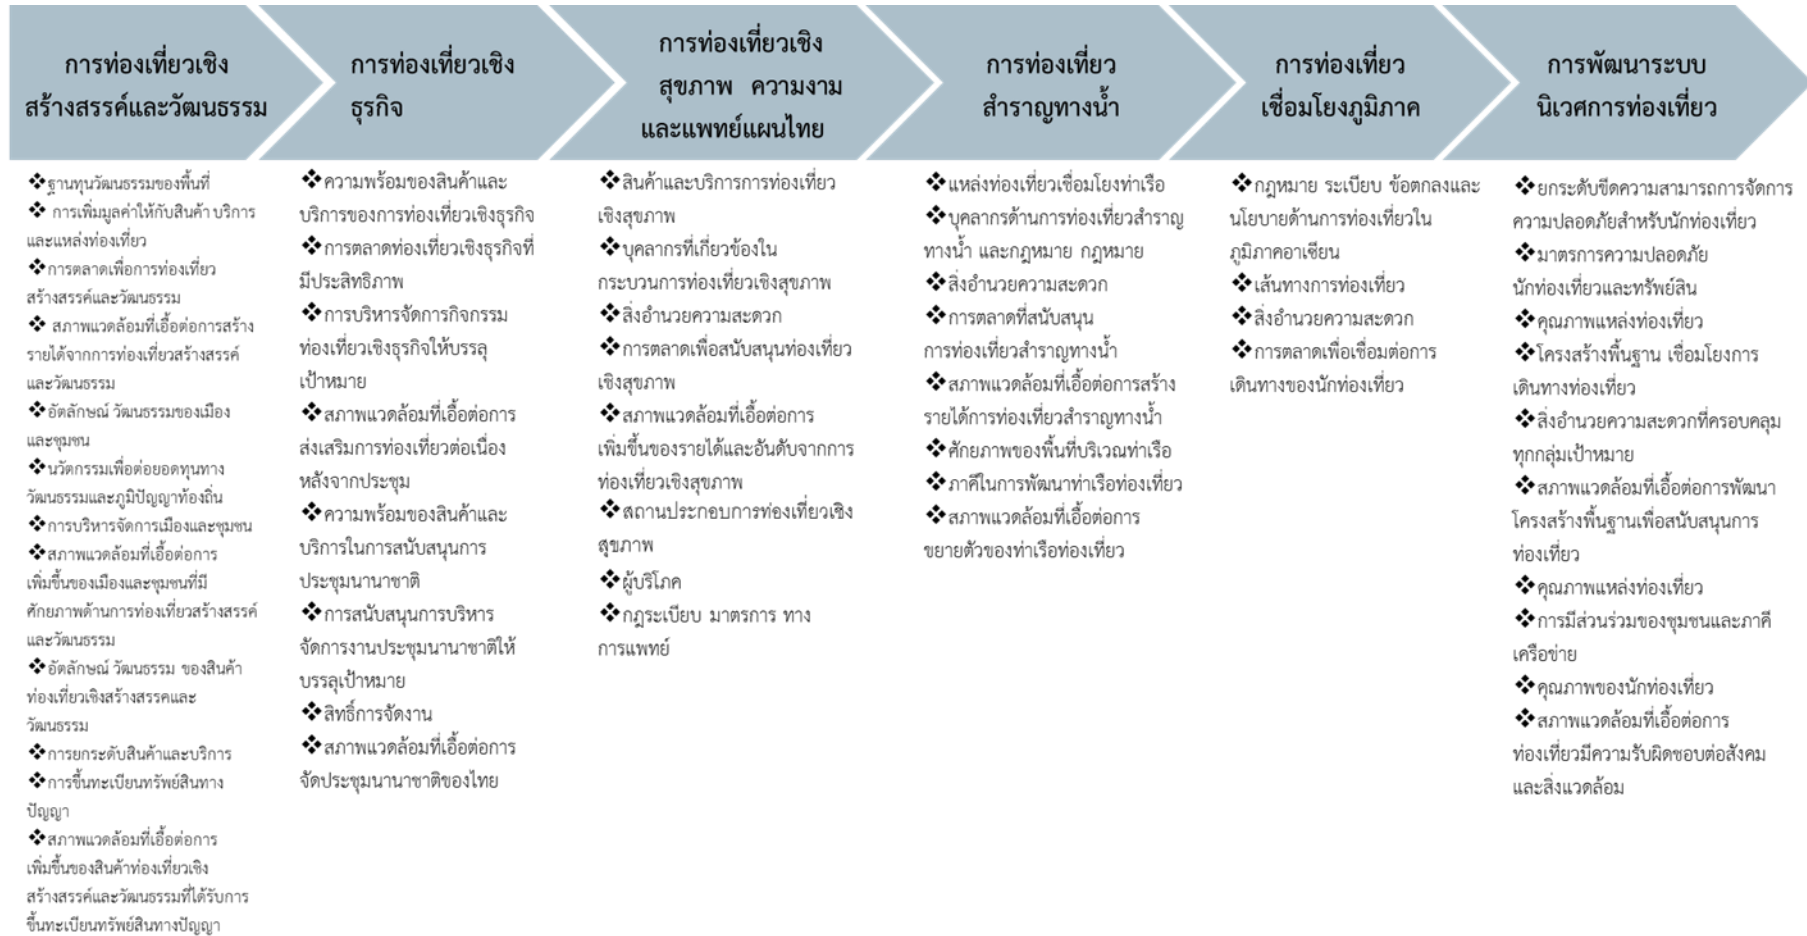 การท่องเที่ยวเชิง
สร้างสรรค์และวัฒนธรรม
❖ฐานทุนวัฒนธรรมของพื้นที่
❖ การเพิ่มมูลค่าให้กับสินค้า บริการ
และแหล่งท่องเที่ยว
❖การตลาดเพื่อการท่องเที่ยว
สร้างสรรค์และวัฒนธรรม
❖ สภาพแวดล้อมที่เอื้อต่อการสร้าง
รายได้จากการท่องเที่ยวสร้างสรรค์
และวัฒนธรรม
❖อัตลักษณ์ วัฒนธรรมของเมือง
และชุมชน
❖นวัตกรรมเพื่อต่อยอดทุนทาง
วัฒนธรรมและภูมิปัญญาท้องถิ่น
❖การบริหารจัดการเมืองและชุมชน
❖สภาพแวดล้อมที่เอื้อต่อการ
เพิ่มขึ้นของเมืองและชุมชนที่มี
ศักยภาพด้านการท่องเที่ยวสร้างสรรค์
และวัฒนธรรม
❖อัตลักษณ์ วัฒนธรรม ของสินค้า
ท่องเที่ยวเชิงสร้างสรรคและ
วัฒนธรรม
❖การยกระดับสินค้าและบริการ
❖การขึ้นทะเบียนทรัพย์สินทาง
ปัญญา
❖สภาพแวดล้อมที่เอื้อต่อการ
เพิ่มขึ้นของสินค้าท่องเที่ยวเชิง
สร้างสรรค์และวัฒนธรรมที่ได้รับการ
ขึ้นทะเบียนทรัพย์สินทางปัญญา
การท่องเที่ยวเชิง
ธุรกิจ
❖ความพร้อมของสินค้าและ
บริการของการท่องเที่ยวเชิงธุรกิจ
❖การตลาดท่องเที่ยวเชิงธุรกิจที่
มีประสิทธิภาพ
❖การบริหารจัดการกิจกรรม
ท่องเที่ยวเชิงธุรกิจให้บรรลุ
เป้าหมาย
❖สภาพแวดล้อมที่เอื้อต่อการ
ส่งเสริมการท่องเที่ยวต่อเนื่อง
หลังจากประชุม
❖ความพร้อมของสินค้าและ
บริการในการสนับสนุนการ
ประชุมนานาชาติ
❖การสนับสนุนการบริหาร
จัดการงานประชุมนานาชาติให้
บรรลุเป้าหมาย
❖สิทธิ์การจัดงาน
❖สภาพแวดล้อมที่เอื้อต่อการ
จัดประชุมนานาชาติของไทย
การท่องเที่ยวเชิง
สุขภาพ ความงาม
และแพทย์แผนไทย
❖สินค้าและบริการการท่องเที่ยว
เชิงสุขภาพ
❖บุคลากรที่เกี่ยวข้องใน
กระบวนการท่องเที่ยวเชิงสุขภาพ
❖สิ่งอำนวยความสะดวก
❖การตลาดเพื่อสนับสนุนท่องเที่ยว
เชิงสุขภาพ
❖สภาพแวดล้อมที่เอื้อต่อการ
เพิ่มขึ้นของรายได้และอันดับจากการ
ท่องเที่ยวเชิงสุขภาพ
❖สถานประกอบการท่องเที่ยวเชิง
สุขภาพ
❖ผู้บริโภค
❖กฎระเบียบ มาตรการ ทาง
การแพทย์
การท่องเที่ยว
สำราญทางน้ำ
❖แหล่งท่องเที่ยวเชื่อมโยงท่าเรือ
❖บุคลากรด้านการท่องเที่ยวสำราญ
ทางน้ำ และกฎหมาย กฎหมาย
❖สิ่งอำนวยความสะดวก
❖การตลาดที่สนับสนุน
การท่องเที่ยวสำราญทางน้ำ
❖สภาพแวดล้อมที่เอื้อต่อการสร้าง
รายได้การท่องเที่ยวสำราญทางน้ำ
❖ศักยภาพของพื้นที่บริเวณท่าเรือ
❖ภาคีในการพัฒนาท่าเรือท่องเที่ยว
❖สภาพแวดล้อมที่เอื้อต่อการ
ขยายตัวของท่าเรือท่องเที่ยว
การท่องเที่ยว
เชื่อมโยงภูมิภาค
❖กฎหมาย ระเบียบ ข้อตกลงและ
นโยบายด้านการท่องเที่ยวใน
ภูมิภาคอาเซียน
❖เส้นทางการท่องเที่ยว
❖สิ่งอำนวยความสะดวก
❖การตลาดเพื่อเชื่อมต่อการ
เดินทางของนักท่องเที่ยว
การพัฒนาระบบ
นิเวศการท่องเที่ยว
❖ยกระดับขีดความสามารถการจัดการ
ความปลอดภัยสำหรับนักท่องเที่ยว
❖มาตรการความปลอดภัย
นักท่องเที่ยวและทรัพย์สิน
❖คุณภาพแหล่งท่องเที่ยว
❖โครงสร้างพื้นฐาน เชื่อมโยงการ
เดินทางท่องเที่ยว
❖สิ่งอำนวยความสะดวกที่ครอบคลุม
ทุกกลุ่มเป้าหมาย
❖สภาพแวดล้อมที่เอื้อต่อการพัฒนา
โครงสร้างพื้นฐานเพื่อสนับสนุนการ
ท่องเที่ยว
❖คุณภาพแหล่งท่องเที่ยว
❖การมีส่วนร่วมของชุมชนและภาคี
เครือข่าย
❖คุณภาพของนักท่องเที่ยว
❖สภาพแวดล้อมที่เอื้อต่อการ
ท่องเที่ยวมีความรับผิดชอบต่อสังคม
และสิ่งแวดล้อม